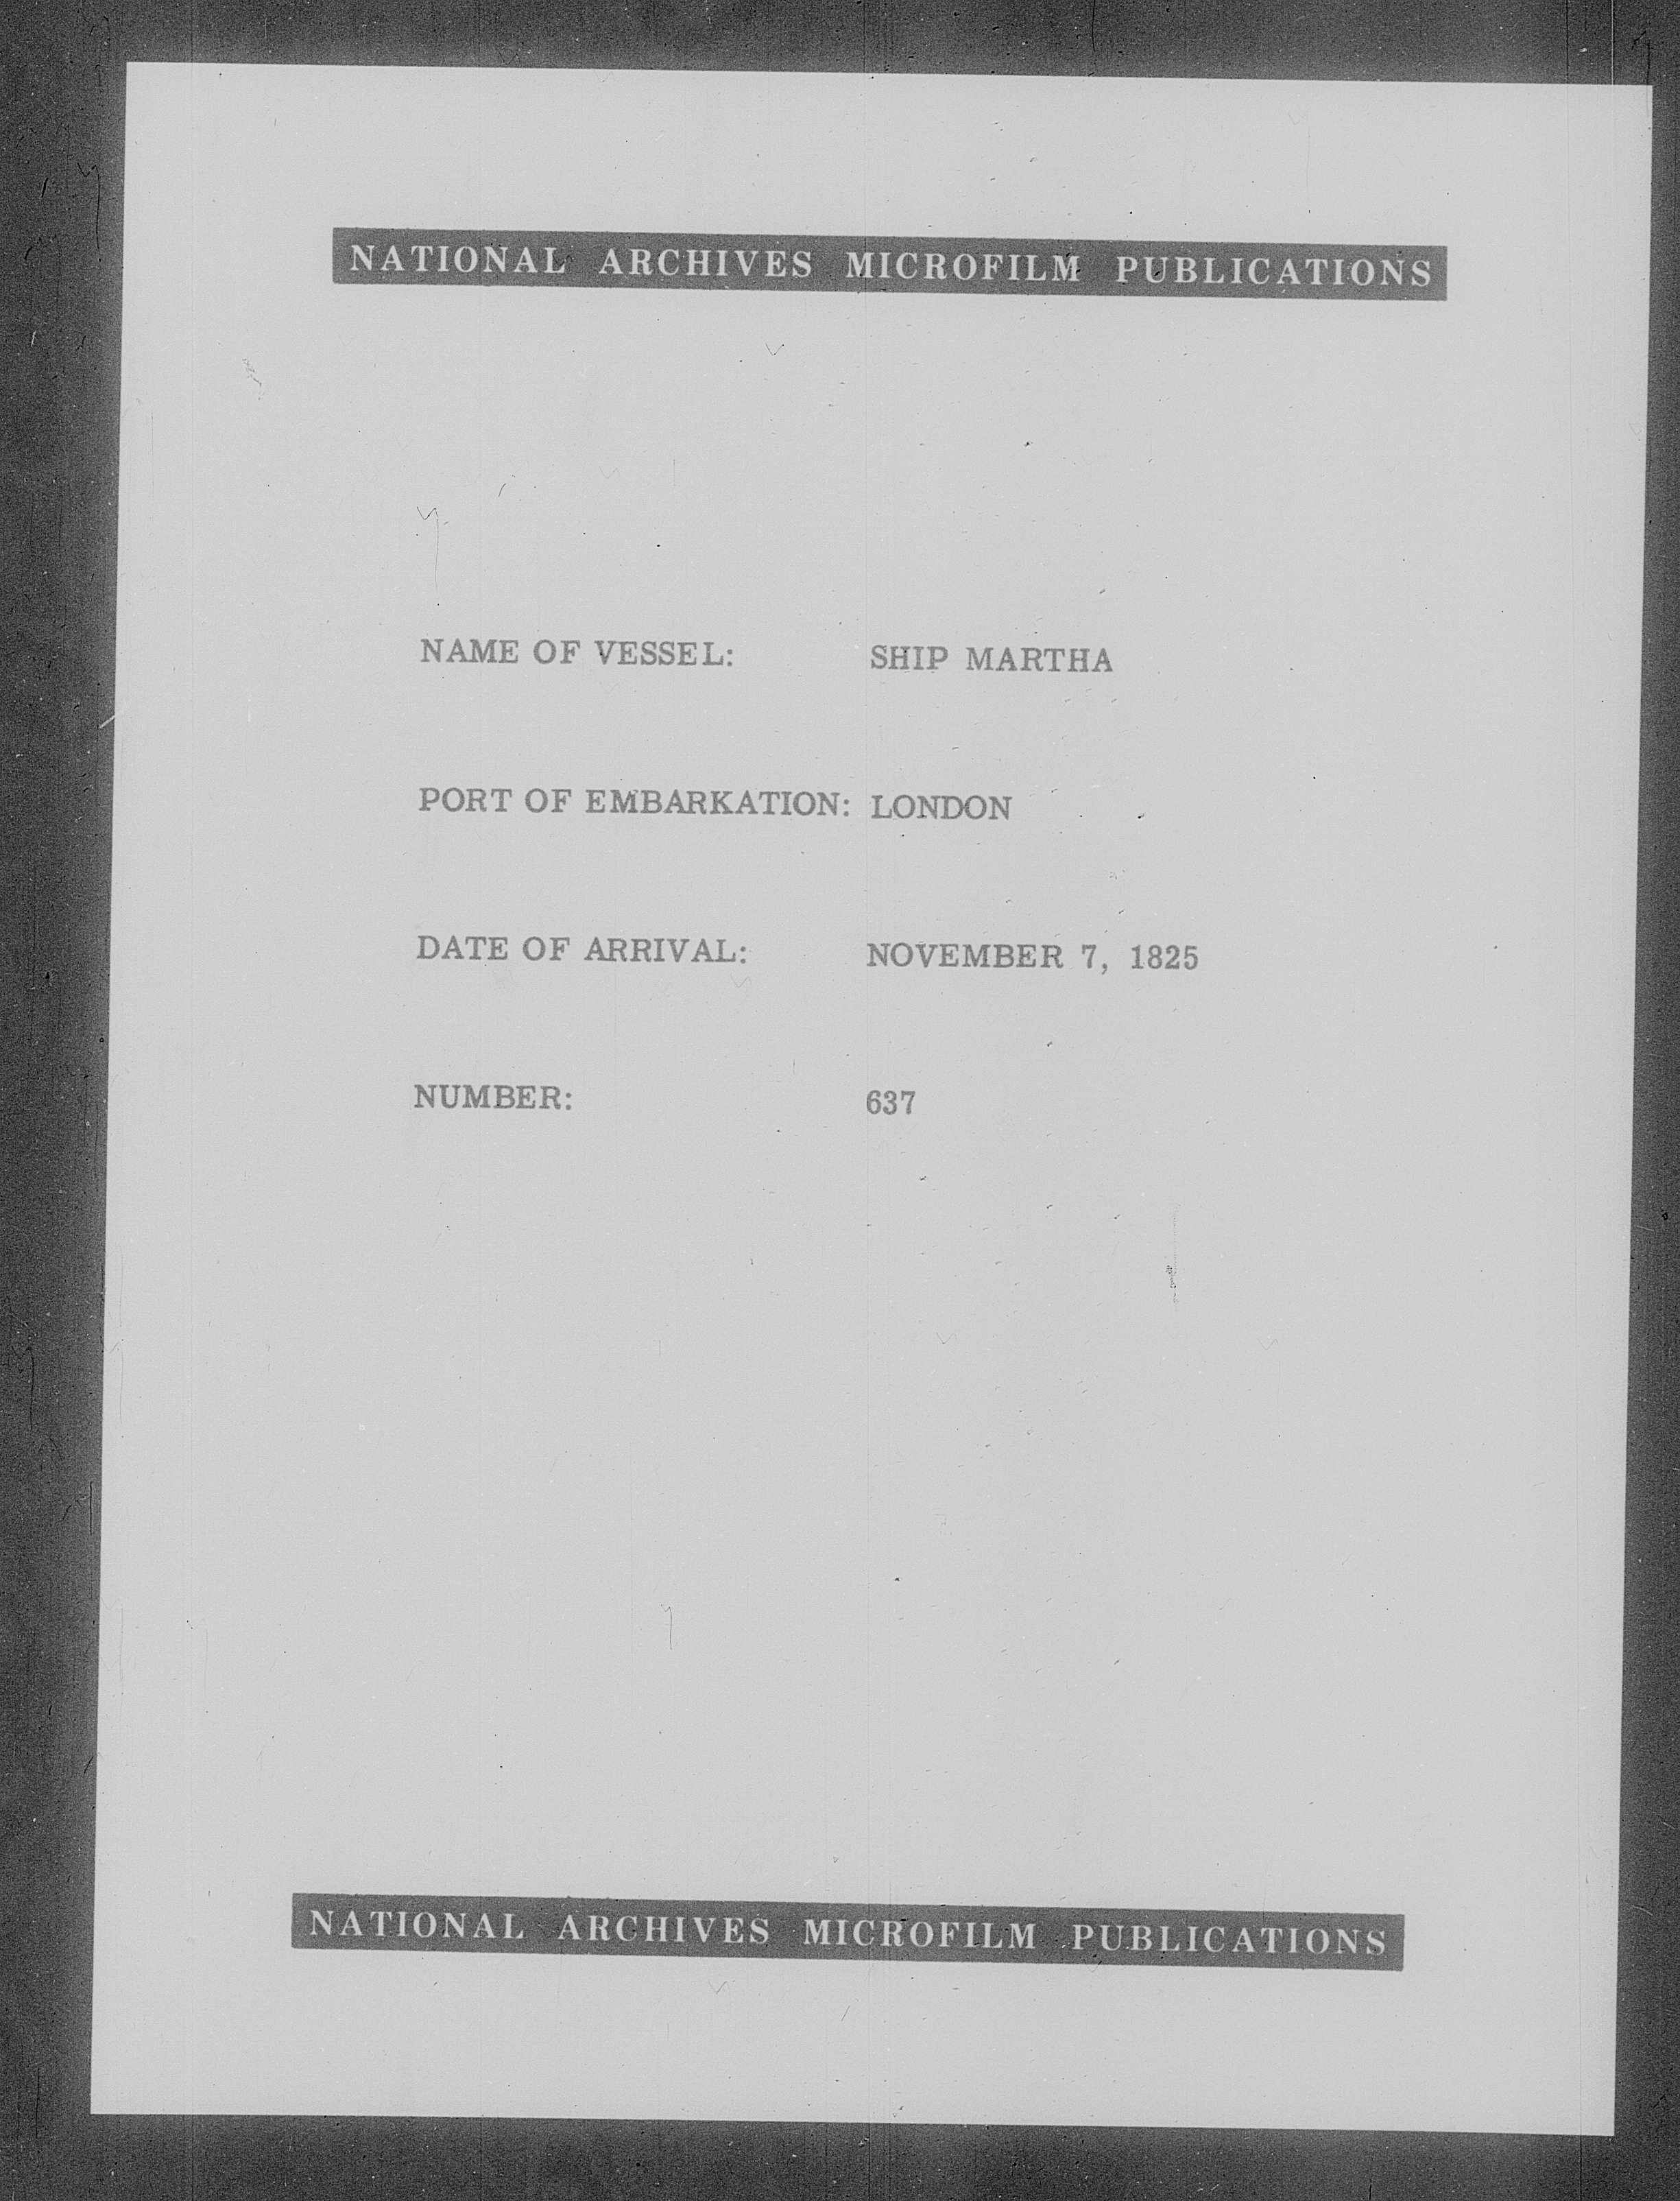 NATIONAL ARCHIVES MICROFILM PUBLICATIONS
NAME OF VESSEL: SHIP MARTHA
PORT OF EMBARKATION: LONDON
DATE OF ARRIVAL: NOVEMBER 7, 1825
NUMBER: 637
NATIONAL ARCHIVES MICROFILM PUBLICATIONS